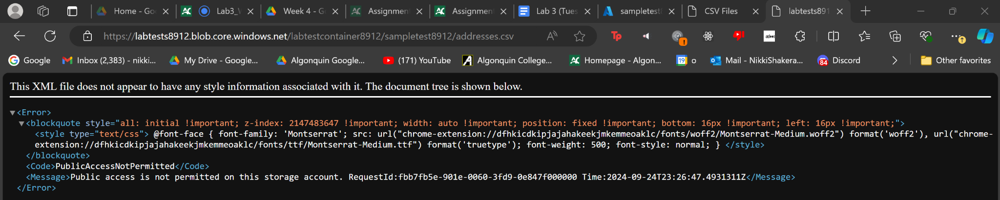 Home - Go
Lab3_
Week 4 - G
Assignment
Assignment
Lab 3 (Tues
sampletest
CSV Files
labtests891
https://labtests8912.blob.core.windows.net/labtestcontainer8912/sampletest8912/addresses.csv
Google
Inbox (2,383) - nikki...
My Drive - Google...
Algonquin Google...
(171) YouTube
Algonquin College...
Homepage - Algon...
19
o
Mail - NikkiShakera...
84
Discord
Other favorites
This XML file does not appear to have any style information associated with it. The document tree is shown below.
<Error>
<blockquote style="all: initial !important; z-index: 2147483647 !important; width: auto !important; position: fixed !important; bottom: 16px !important; left: 16px !important;">
<style type="text/css"> @font-face { font-family: 'Montserrat'; src: url("chrome-extension://dfhkicdkipjajahakeekjmkemmeoaklc/fonts/woff2/Montserrat-Medium.woff2") format('woff2'), url("chrome-
extension://dfhkicdkipjajahakeekjmkemmeoaklc/fonts/ttf/Montserrat-Medium.ttf") format('truetype'); font-weight: 500; font-style: normal; } </style>
</blockquote>
<Code>PublicAccessNotPermitted</Code>
<Message>Public access is not permitted on this storage account. RequestId:fbb7fb5e-901e-0060-3fd9-0e847f000000 Time:2024-09-24T23:26:47.4931311Z</Message>
</Error>